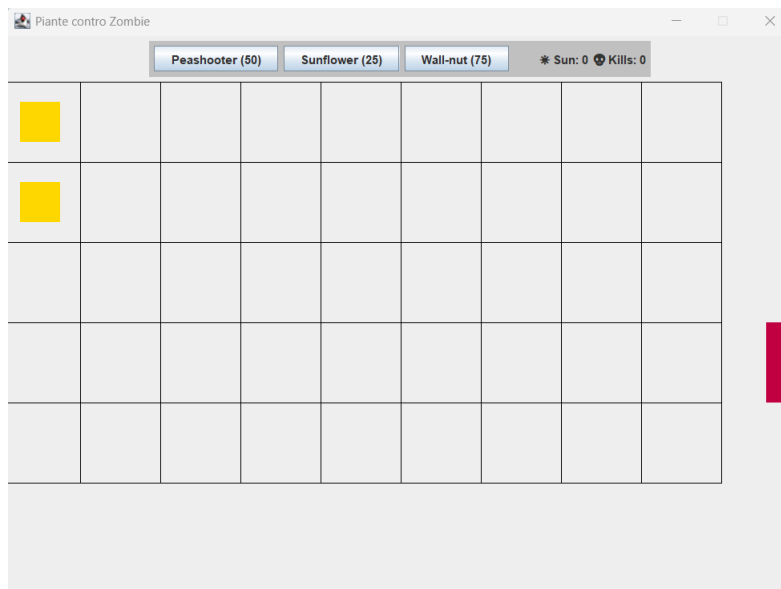 Piante contro Zombie
Peashooter (50) Sunflower (25) Wall-nut (75) ☀ Sun: 0 💀 Kills: 0